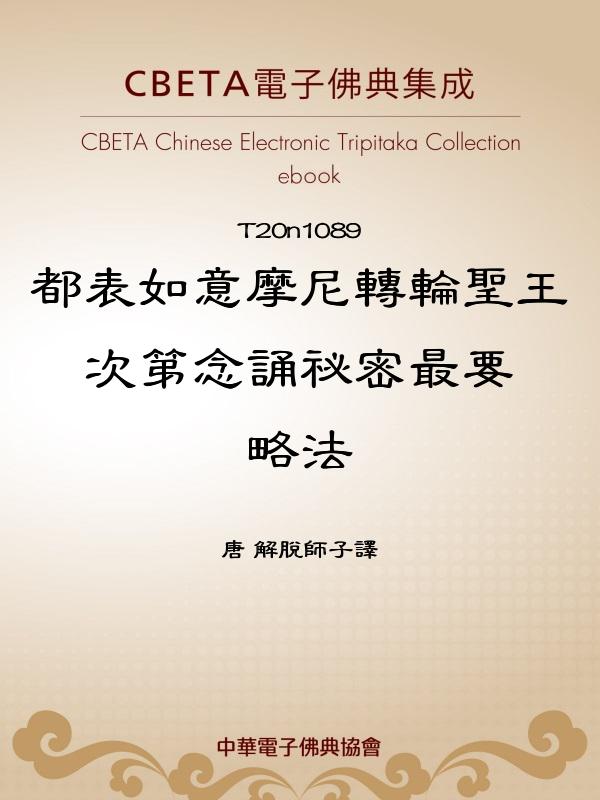 CBETA電子佛典集成
CBETA Chinese Electronic Tripitaka Collection
ebook
T20n1089
都表如意摩尼轉輪聖王
次第念誦祕密最要
略法
唐 解脫師子譯
中華電子佛典協會